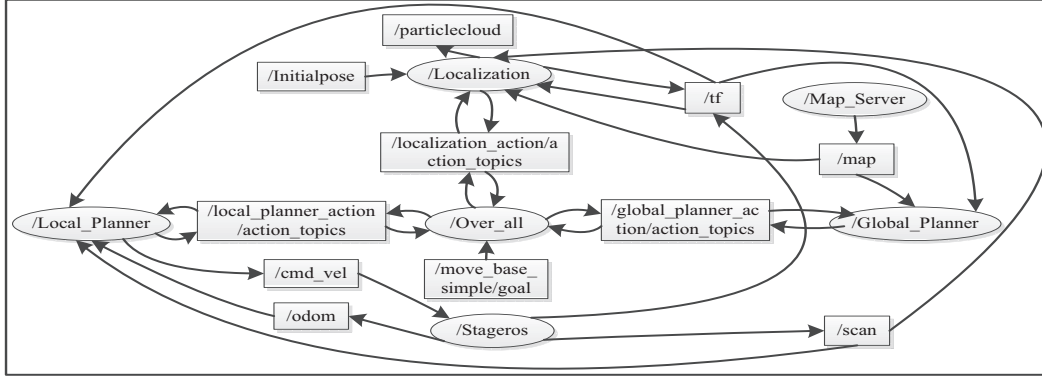 /particlecloud
/Initialpose
/Localization
/tf
/Map_Server
/localization_action/a
ction_topics
/map
/Local_Planner
/local_planner_action
/action_topics
/Over_all
/global_planner_ac
tion/action_topics
/Global_Planner
/cmd_vel
/move_base_
simple/goal
/odom
/Stageros
/scan